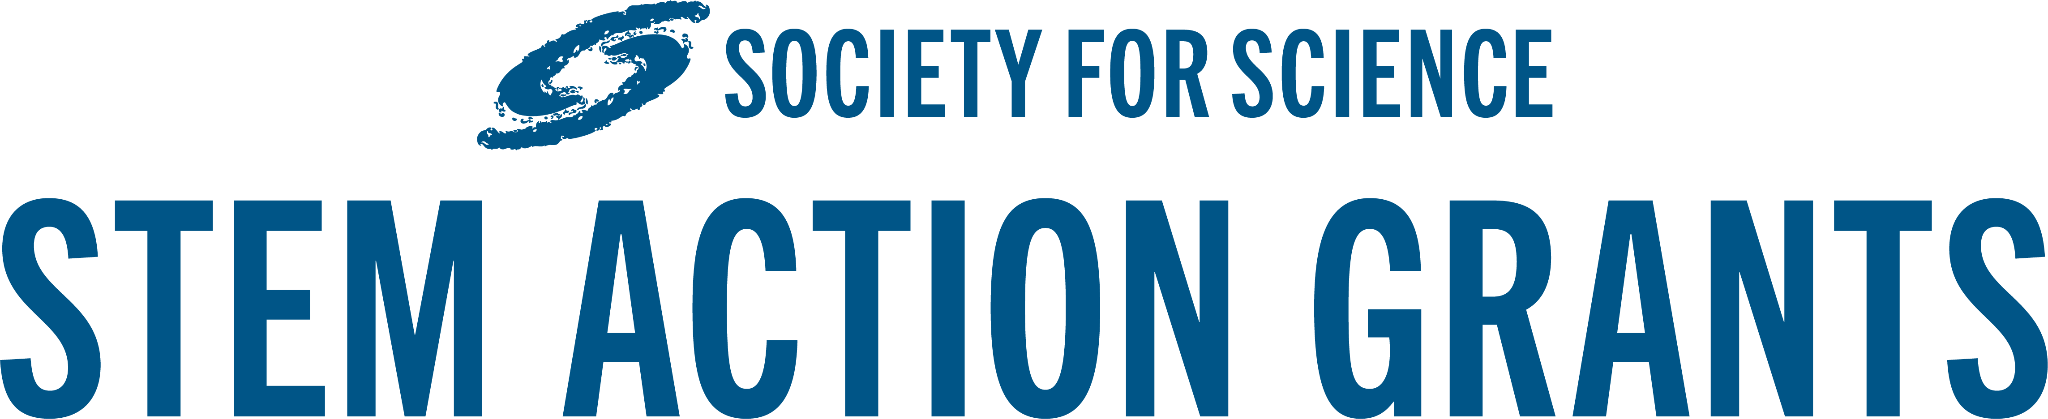 SOCIETY FOR SCIENCE
STEM ACTION GRANTS